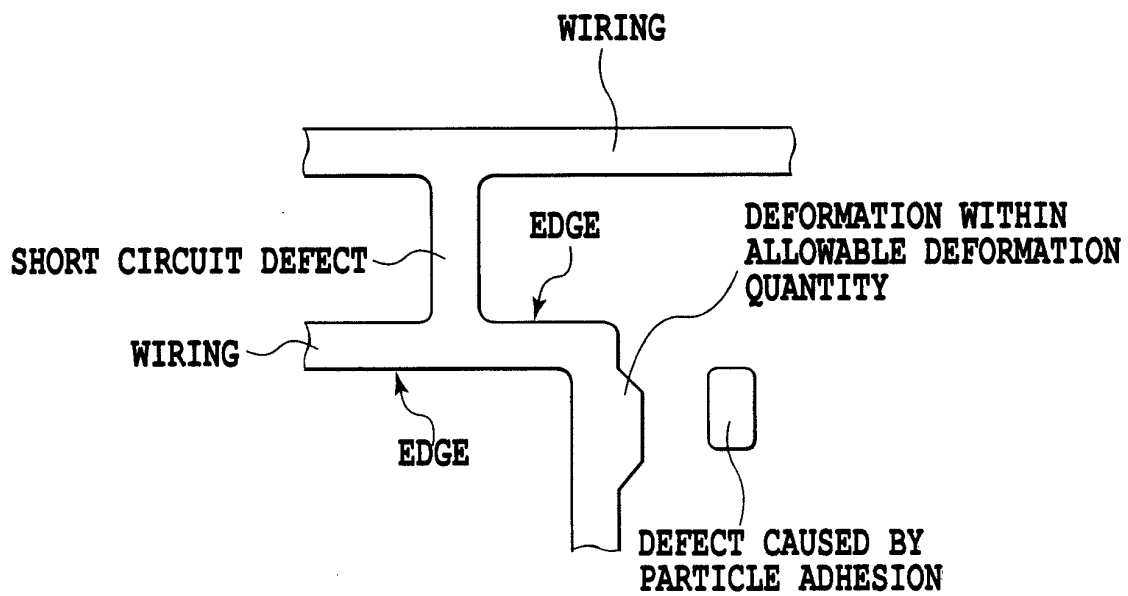 WIRING
EDGE
DEFORMATION WITHIN
ALLOWABLE DEFORMATION
QUANTITY
SHORT CIRCUIT DEFECT
WIRING
EDGE
DEFECT CAUSED BY
PARTICLE ADHESION